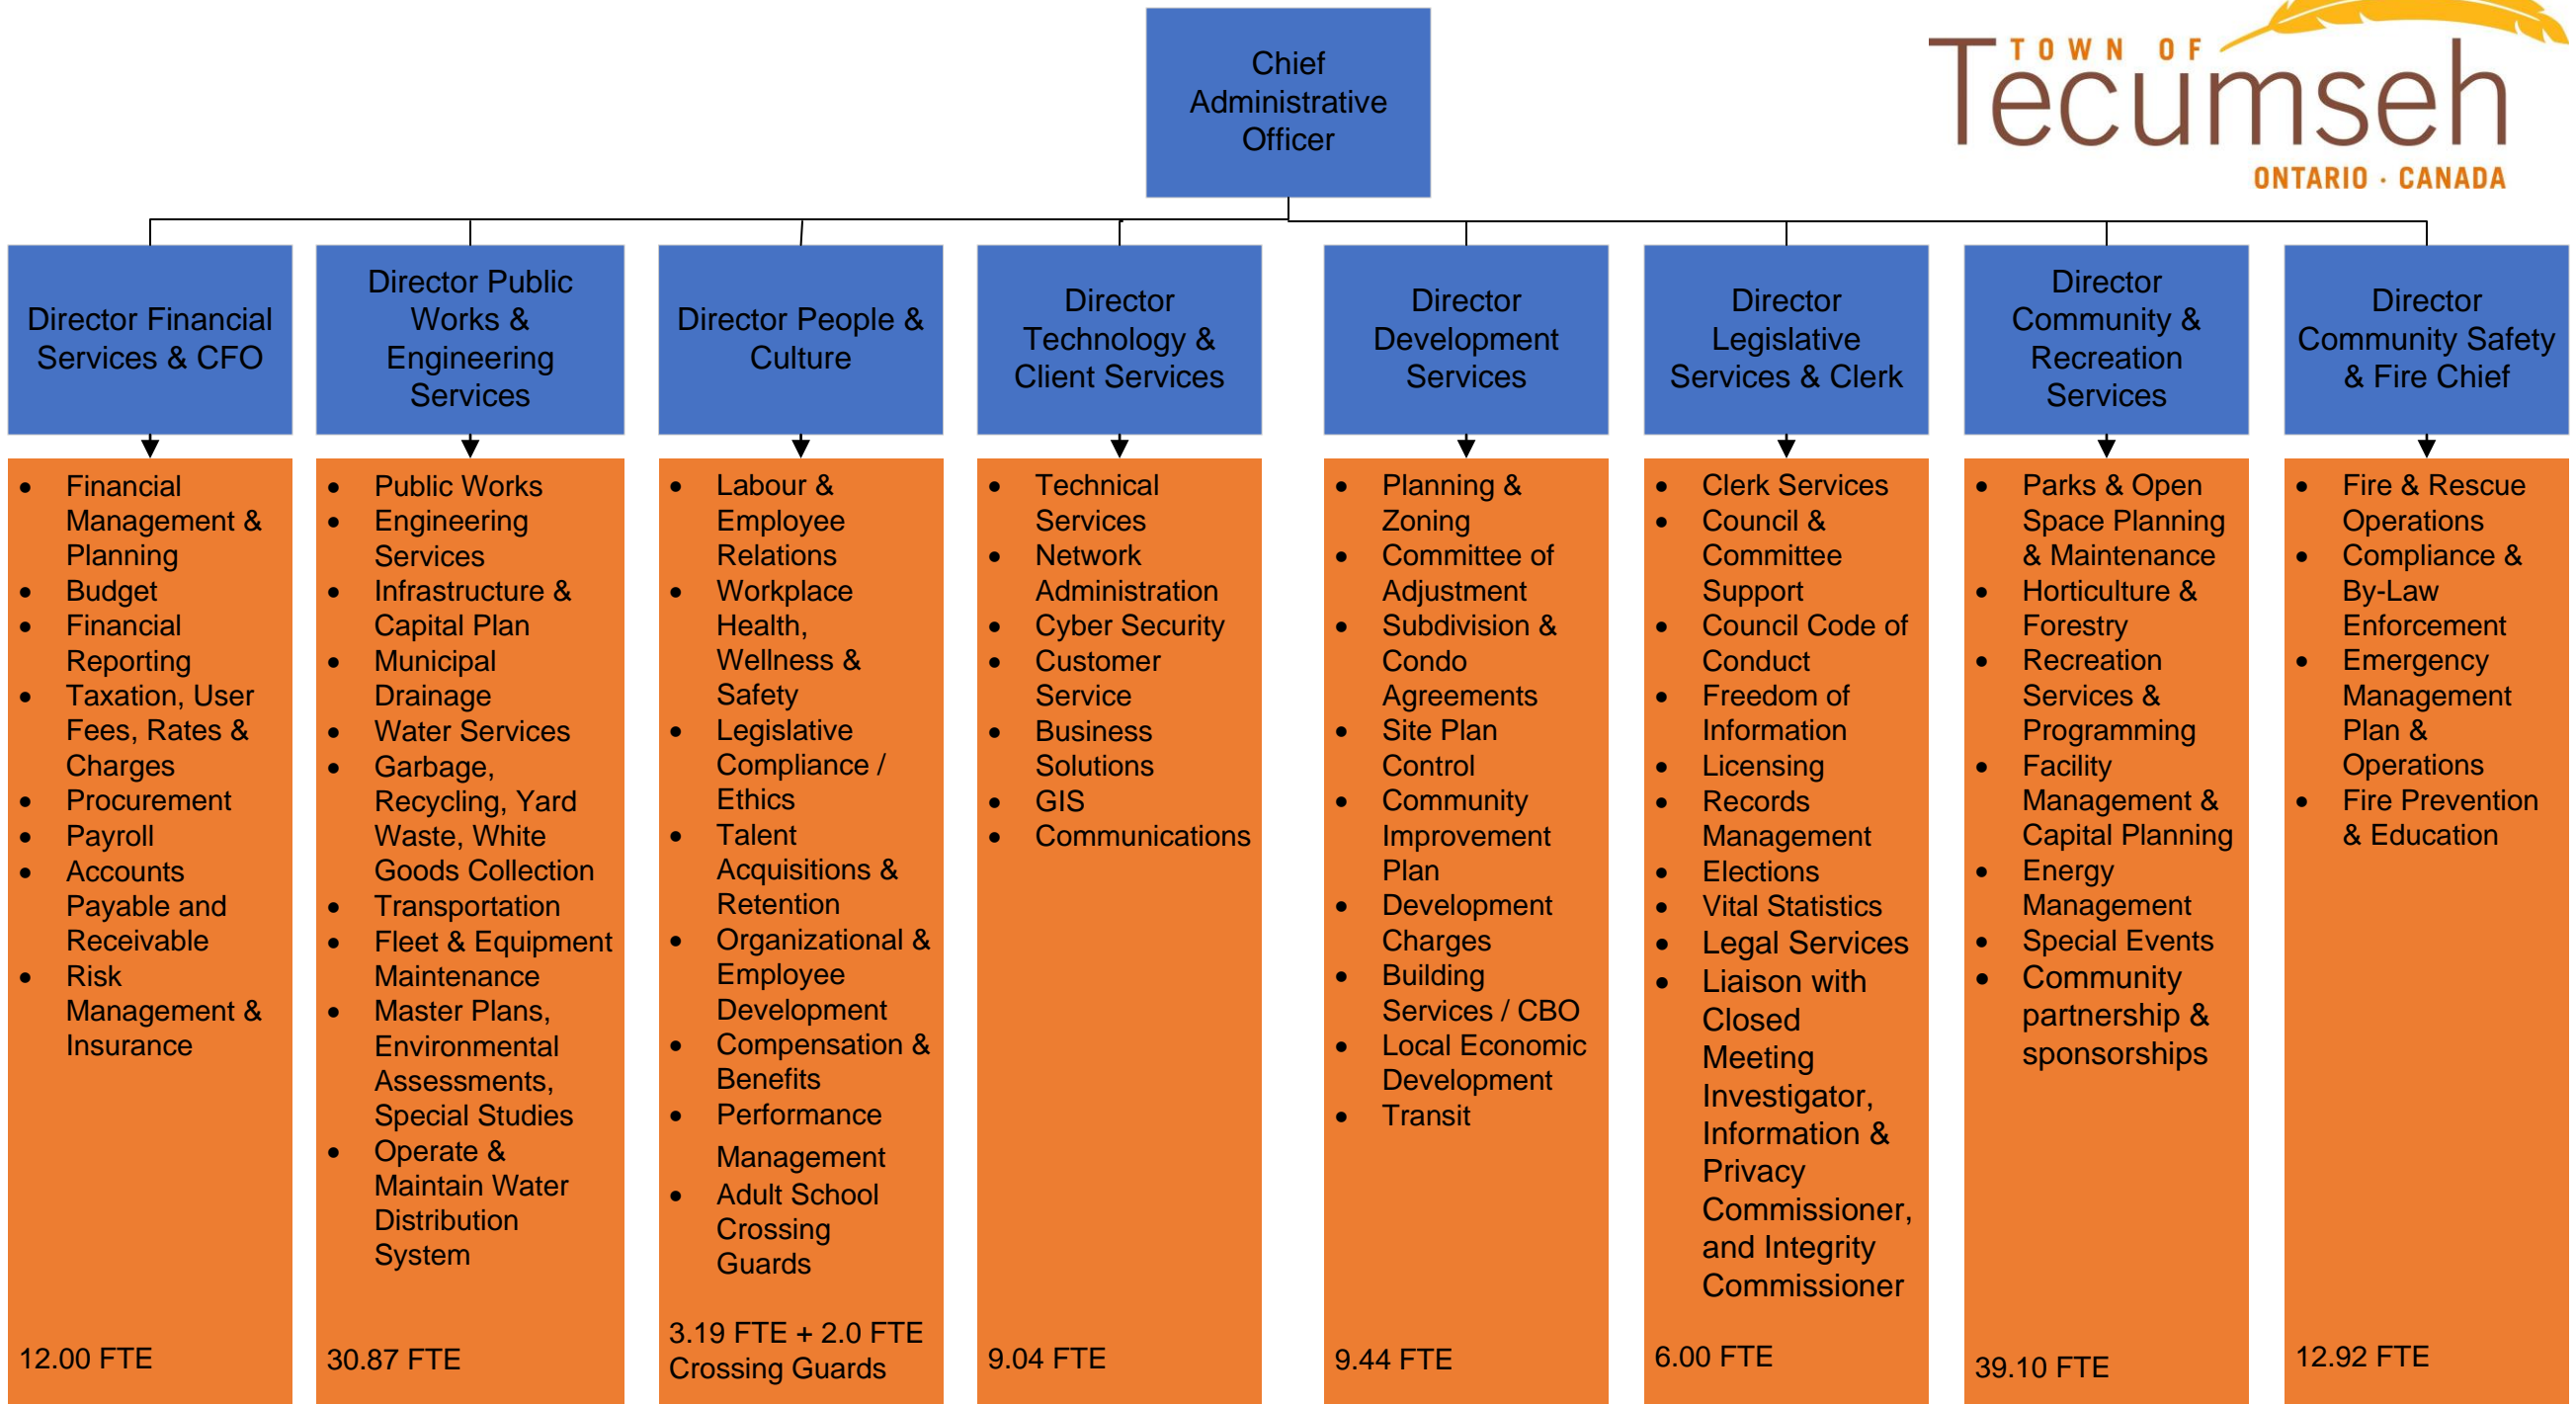 Chief
Administrative
Officer
TOWN OF
Tecumseh
ONTARIO · CANADA
Director Financial
Services & CFO
• Financial
Management &
Planning
• Budget
• Financial
Reporting
• Taxation, User
Fees, Rates &
Charges
• Procurement
• Payroll
• Accounts
Payable and
Receivable
• Risk
Management &
Insurance
12.00 FTE
Director Public
Works &
Engineering
Services
• Public Works
• Engineering
Services
• Infrastructure &
Capital Plan
• Municipal
Drainage
• Water Services
• Garbage,
Recycling, Yard
Waste, White
Goods Collection
• Transportation
• Fleet & Equipment
Maintenance
• Master Plans,
Environmental
Assessments,
Special Studies
• Operate &
Maintain Water
Distribution
System
30.87 FTE
Director People &
Culture
• Labour &
Employee
Relations
• Workplace
Health,
Wellness &
Safety
• Legislative
Compliance /
Ethics
• Talent
Acquisitions &
Retention
• Organizational &
Employee
Development
• Compensation &
Benefits
• Performance
Management
• Adult School
Crossing
Guards
3.19 FTE + 2.0 FTE
Crossing Guards
Director
Technology &
Client Services
• Technical
Services
• Network
Administration
• Cyber Security
• Customer
Service
• Business
Solutions
• GIS
• Communications
9.04 FTE
Director
Development
Services
• Planning &
Zoning
• Committee of
Adjustment
• Subdivision &
Condo
Agreements
• Site Plan
Control
• Community
Improvement
Plan
• Development
Charges
• Building
Services / CBO
• Local Economic
Development
• Transit
9.44 FTE
Director
Legislative
Services & Clerk
• Clerk Services
• Council &
Committee
Support
• Council Code of
Conduct
• Freedom of
Information
• Licensing
• Records
Management
• Elections
• Vital Statistics
• Legal Services
• Liaison with
Closed
Meeting
Investigator,
Information &
Privacy
Commissioner,
and Integrity
Commissioner
6.00 FTE
Director
Community &
Recreation
Services
• Parks & Open
Space Planning
& Maintenance
• Horticulture &
Forestry
• Recreation
Services &
Programming
• Facility
Management &
Capital Planning
• Energy
Management
• Special Events
• Community
partnership &
sponsorships
39.10 FTE
Director
Community Safety
& Fire Chief
• Fire & Rescue
Operations
• Compliance &
By-Law
Enforcement
• Emergency
Management
Plan &
Operations
• Fire Prevention
& Education
12.92 FTE